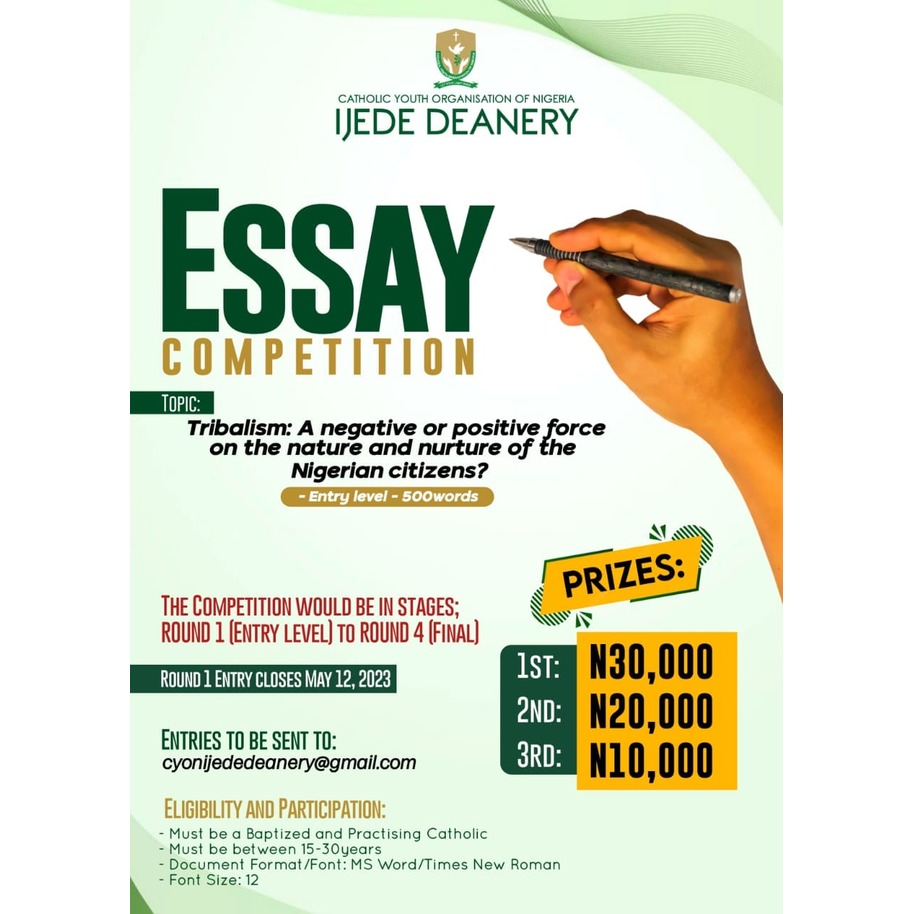 CATHOLIC YOUTH ORGANISATION OF NIGERIA
IJEDE DEANERY
ESSAY
COMPETITION
TOPIC:
Tribalism: A negative or positive force
on the nature and nurture of the
Nigerian citizens?
- Entry level - 500words
PRIZES:
THE COMPETITION WOULD BE IN STAGES;
ROUND 1 (ENTRY LEVEL) TO ROUND 4 (FINAL)
1ST: N30,000
2ND: N20,000
3RD: N10,000
ROUND 1 ENTRY CLOSES MAY 12, 2023
ENTRIES TO BE SENT TO:
cyonijededeanery@gmail.com
ELIGIBILITY AND PARTICIPATION:
- Must be a Baptized and Practising Catholic
- Must be between 15-30years
- Document Format/Font: MS Word/Times New Roman
- Font Size: 12